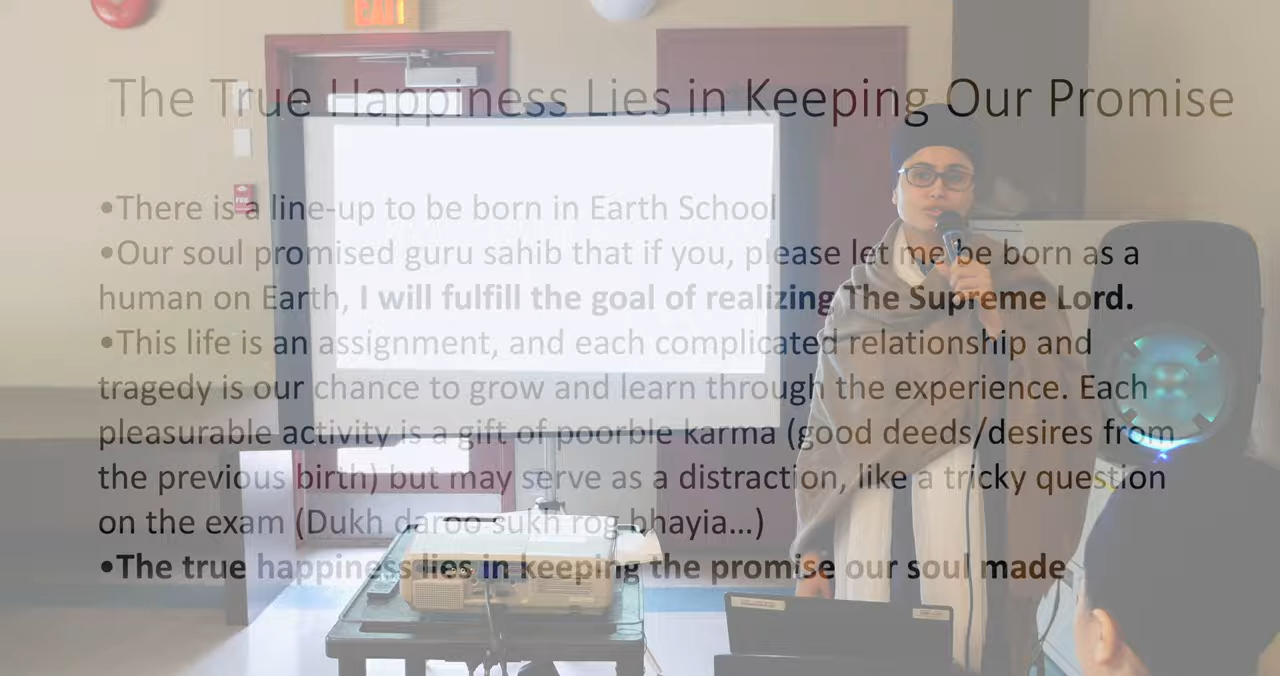 EXIT
The True Happiness Lies in Keeping Our Promise
•There is a line-up to be born in Earth School
•Our soul promised guru sahib that if you, please let me be born as a
human on Earth, I will fulfill the goal of realizing The Supreme Lord.
•This life is an assignment, and each complicated relationship and
tragedy is our chance to grow and learn through the experience. Each
pleasurable activity is a gift of poorble karma (good deeds/desires from
the previous birth) but may serve as a distraction, like a tricky question
on the exam (Dukh daroo sukh rog bhayia...)
•The true happiness lies in keeping the promise our soul made
FIRE